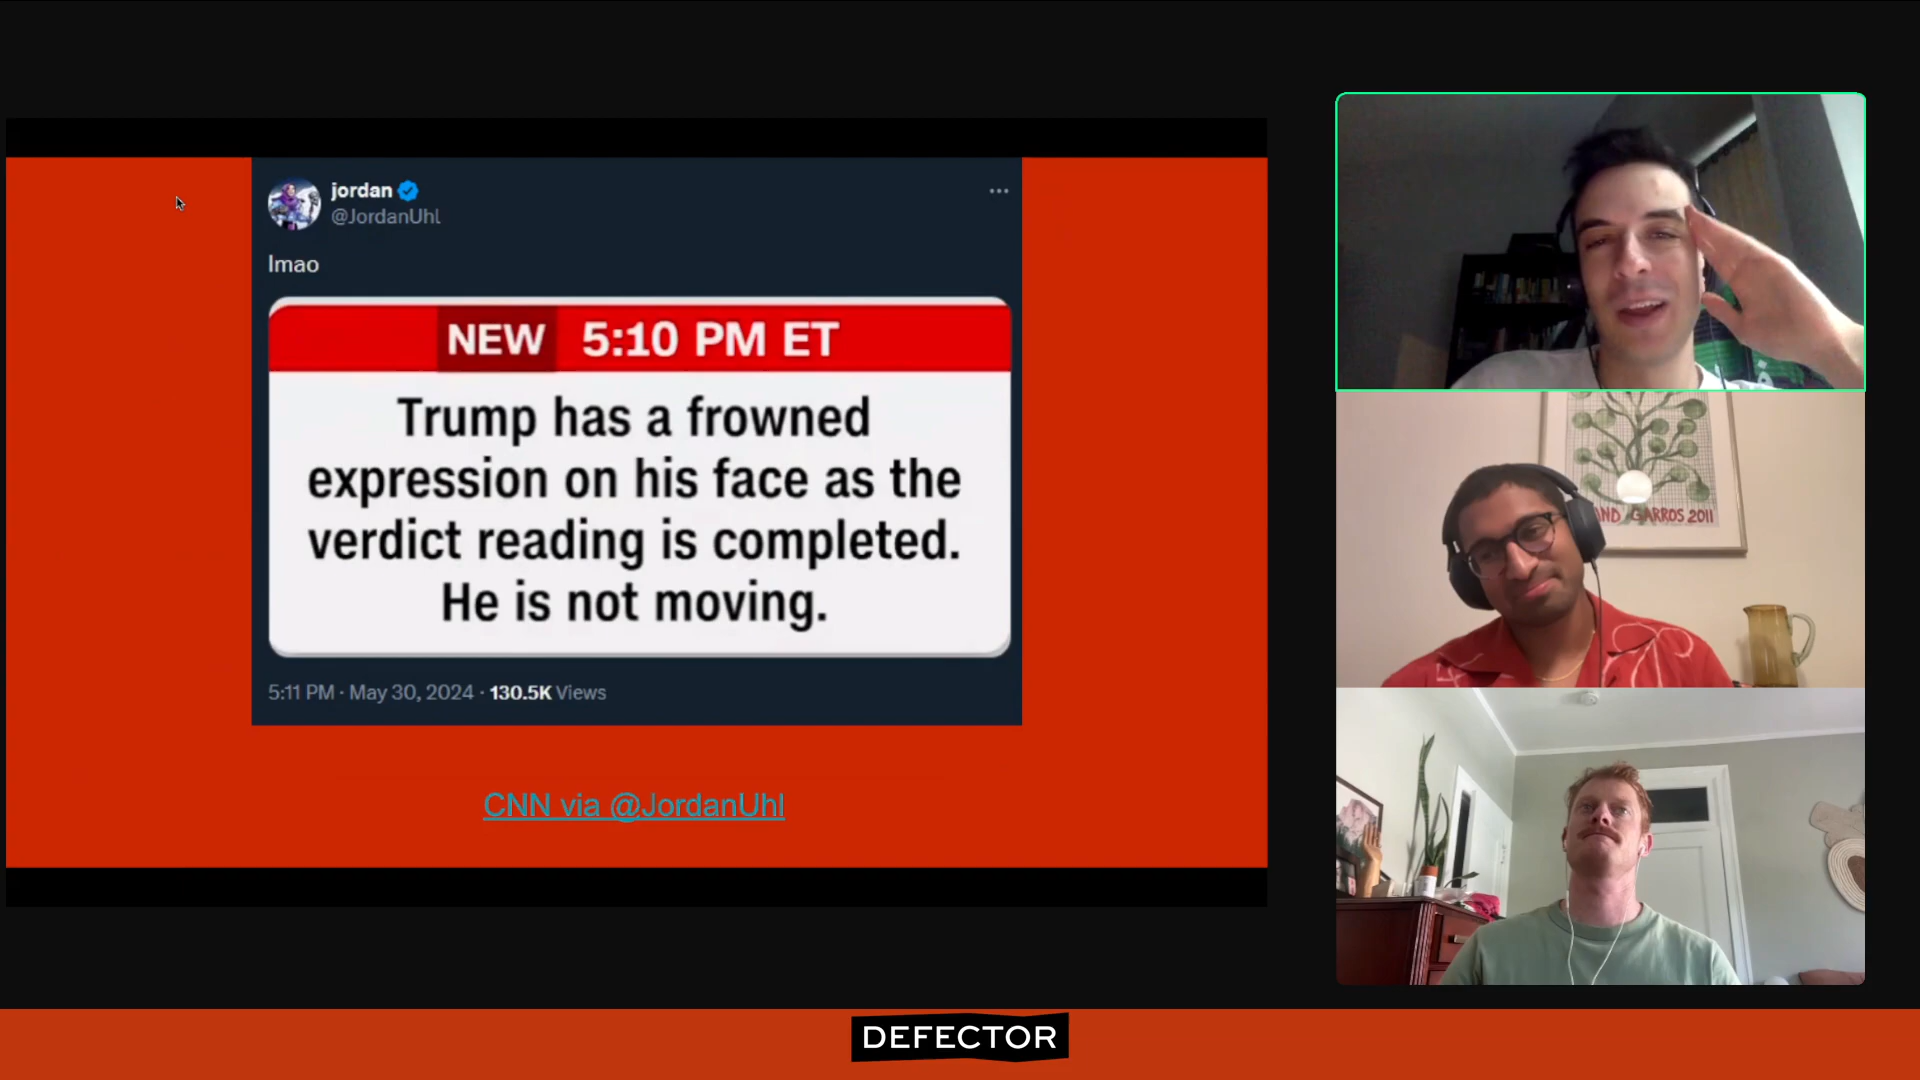 jordan
@JordanUhl
lmao
NEW 5:10 PM ET
Trump has a frowned
expression on his face as the
verdict reading is completed.
He is not moving.
5:11 PM · May 30, 2024 · 130.5K Views
CNN via @JordanUhl
GARROS 2011
DEFECTOR